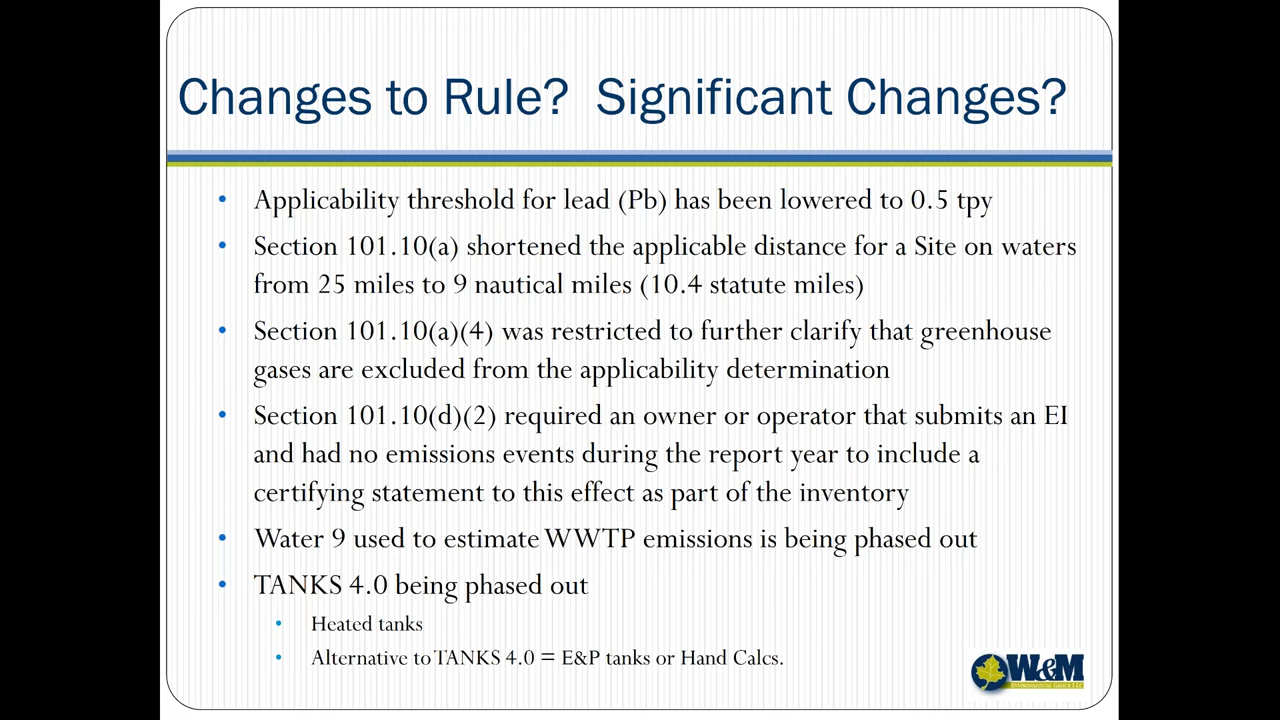 Changes to Rule? Significant Changes?
• Applicability threshold for lead (Pb) has been lowered to 0.5 tpy
• Section 101.10(a) shortened the applicable distance for a Site on waters
from 25 miles to 9 nautical miles (10.4 statute miles)
• Section 101.10(a)(4) was restricted to further clarify that greenhouse
gases are excluded from the applicability determination
• Section 101.10(d)(2) required an owner or operator that submits an EI
and had no emissions events during the report year to include a
certifying statement to this effect as part of the inventory
• Water 9 used to estimate WWTP emissions is being phased out
• TANKS 4.0 being phased out
• Heated tanks
• Alternative to TANKS 4.0 = E&P tanks or Hand Calcs.
W&M
ENVIRONMENTAL GROUP, LLC